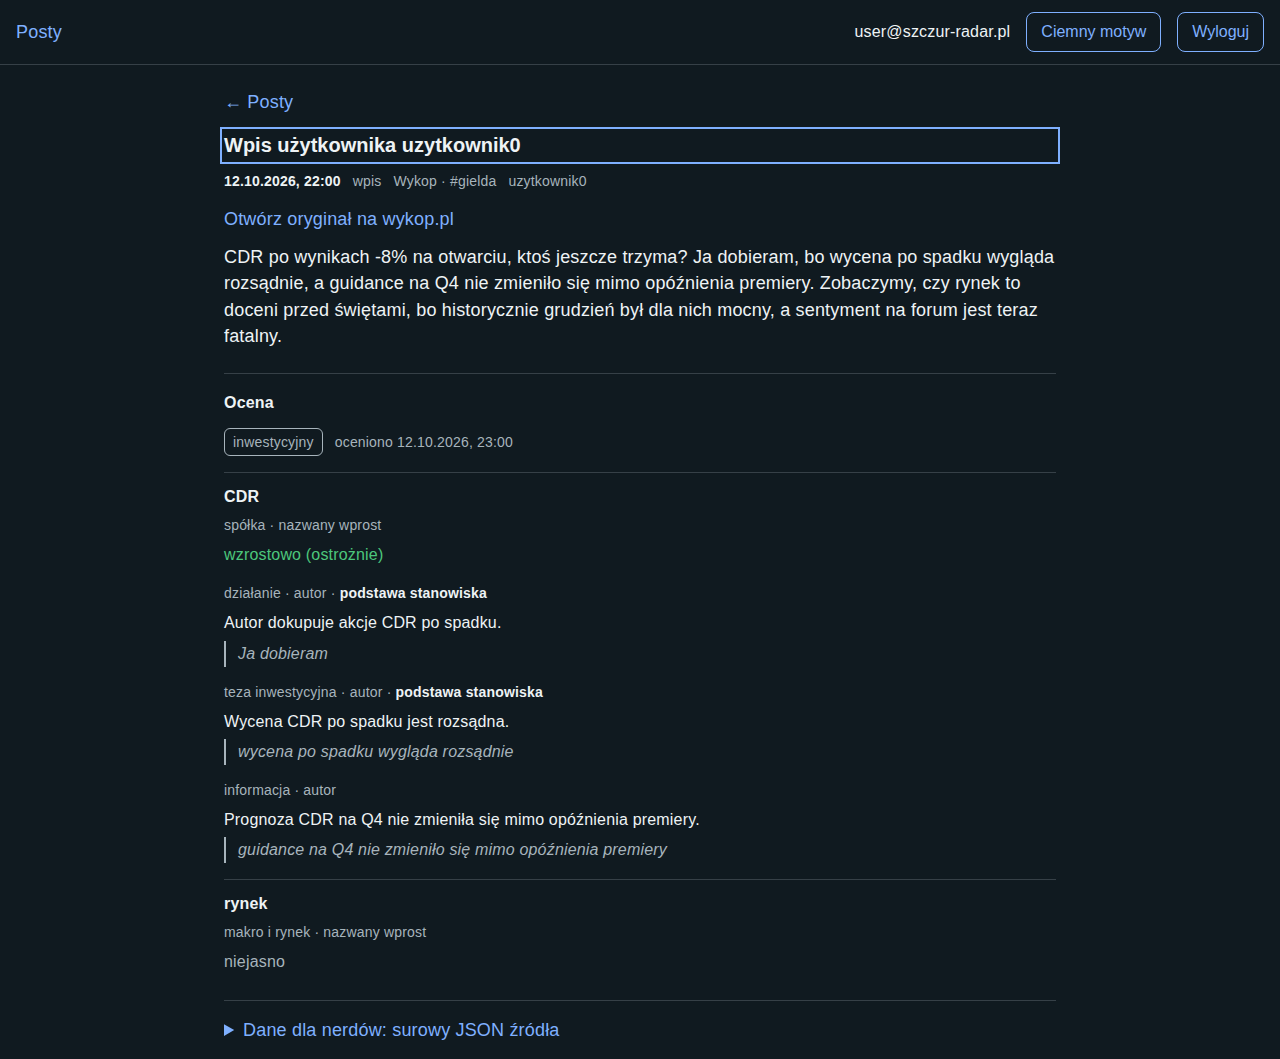 Posty
user@szczur-radar.pl
Ciemny motyw
Wyloguj
← Posty
Wpis użytkownika uzytkownik0
12.10.2026, 22:00 wpis Wykop · #gielda uzytkownik0
Otwórz oryginał na wykop.pl
CDR po wynikach -8% na otwarciu, ktoś jeszcze trzyma? Ja dobieram, bo wycena po spadku wygląda
rozsądnie, a guidance na Q4 nie zmieniło się mimo opóźnienia premiery. Zobaczymy, czy rynek to
doceni przed świętami, bo historycznie grudzień był dla nich mocny, a sentyment na forum jest teraz
fatalny.
Ocena
inwestycyjny oceniono 12.10.2026, 23:00
CDR
spółka · nazwany wprost
wzrostowo (ostrożnie)
działanie · autor · podstawa stanowiska
Autor dokupuje akcje CDR po spadku.
Ja dobieram
teza inwestycyjna · autor · podstawa stanowiska
Wycena CDR po spadku jest rozsądna.
wycena po spadku wygląda rozsądnie
informacja · autor
Prognoza CDR na Q4 nie zmieniła się mimo opóźnienia premiery.
guidance na Q4 nie zmieniło się mimo opóźnienia premiery
rynek
makro i rynek · nazwany wprost
niejasno
▶ Dane dla nerdów: surowy JSON źródła